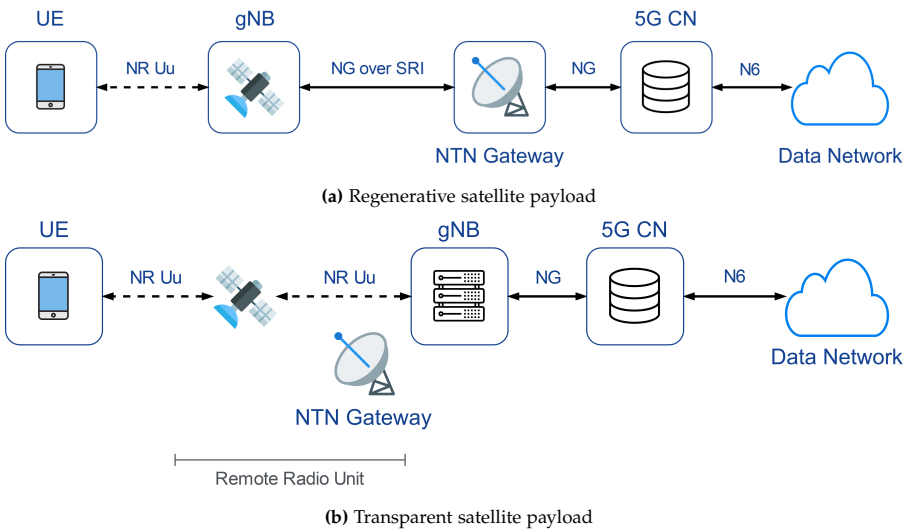 UE
gNB
5G CN
NR Uu
NG over SRI
NG
N6
NTN Gateway
Data Network
(a) Regenerative satellite payload
UE
gNB
5G CN
NR Uu
NR Uu
NG
N6
Data Network
NTN Gateway
Remote Radio Unit
(b) Transparent satellite payload